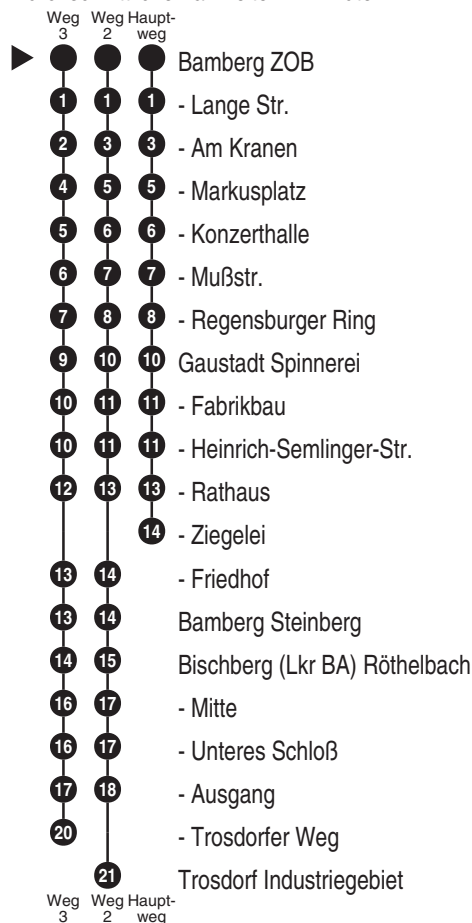 Weg Weg Haupt-
3 2 weg
Bamberg ZOB
1 1 1 - Lange Str.
2 3 3 - Am Kranen
4 5 5 - Markusplatz
5 6 6 - Konzerthalle
6 7 7 - Mußstr.
7 8 8 - Regensburger Ring
9 10 10 Gaustadt Spinnerei
10 11 11 - Fabrikbau
10 11 11 - Heinrich-Semlinger-Str.
12 13 13 - Rathaus
14 - Ziegelei
13 14 - Friedhof
13 14 Bamberg Steinberg
14 15 Bischberg (Lkr BA) Röthelbach
16 17 - Mitte
16 17 - Unteres Schloß
17 18 - Ausgang
20 - Trosdorfer Weg
21 Trosdorf Industriegebiet
Weg Weg Haupt-
3 2 weg